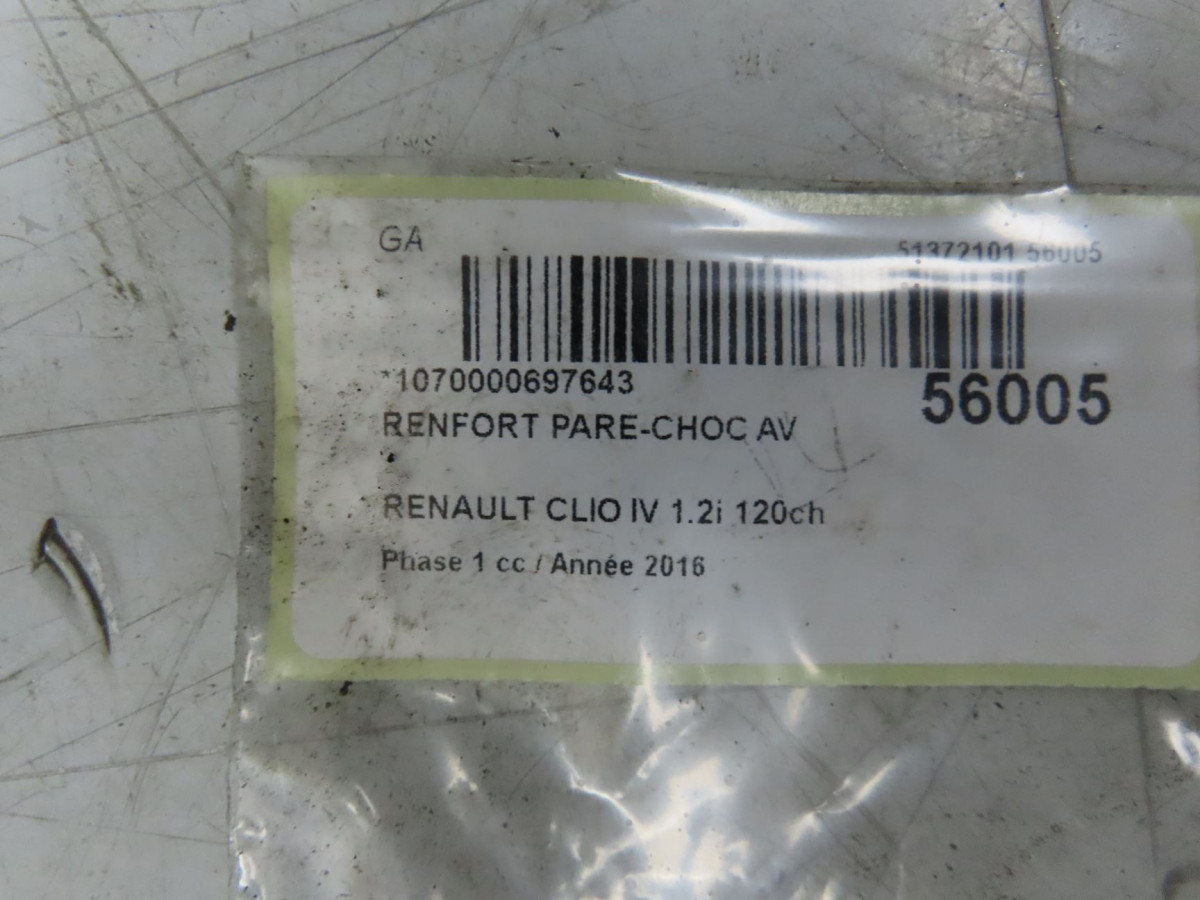 GA
51372101 56005
*1070000697643
56005
RENFORT PARE-CHOC AV
RENAULT CLIO IV 1.2i 120ch
Phase 1 cc / Année 2016